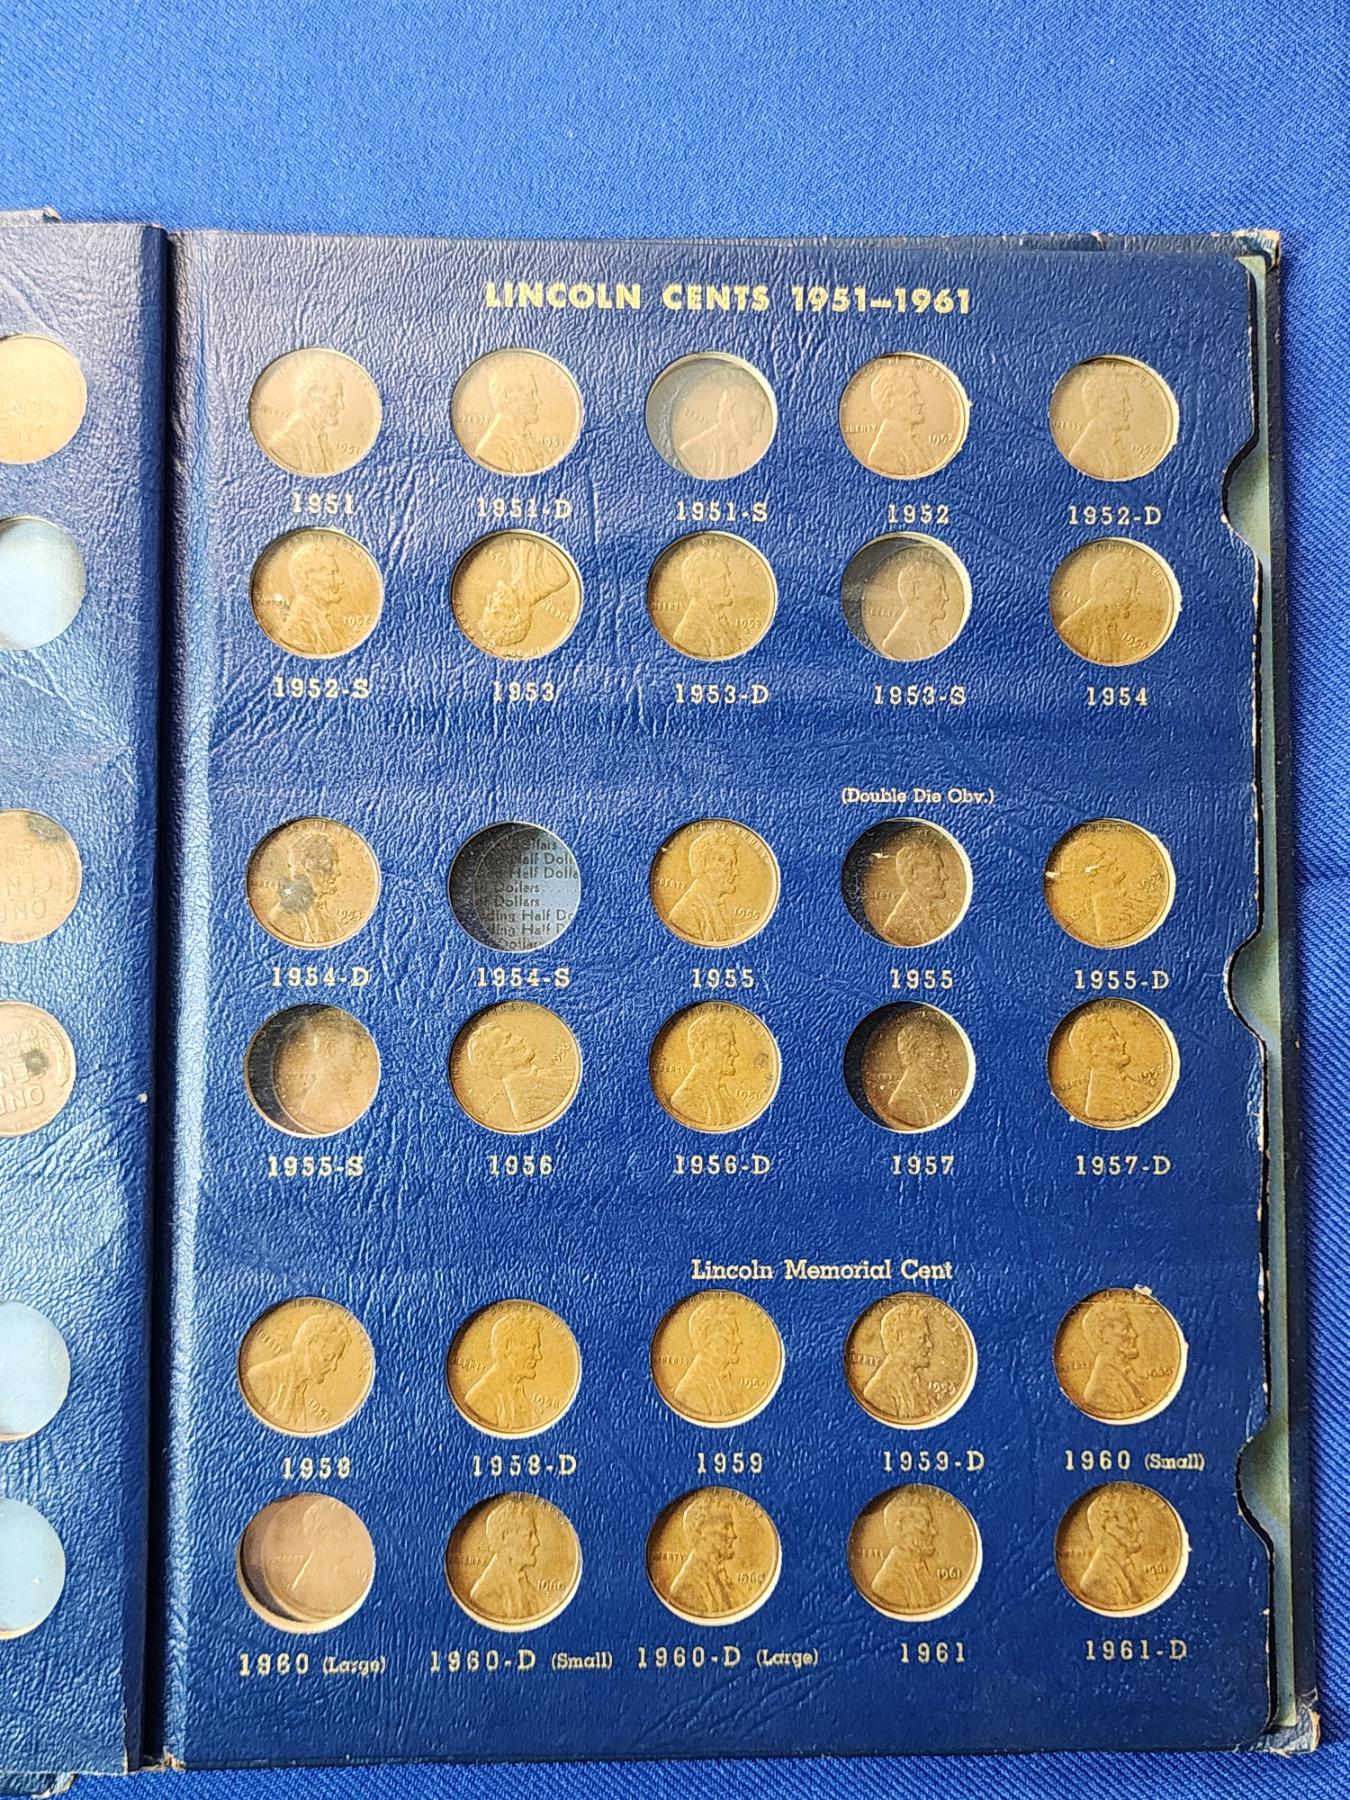 LINCOLN CENTS 1951–1961
1951 1951-D 1951-S 1952 1952-D
1952-S 1953 1953-D 1953-S 1954
(Double Die Obv.)
1954-D 1954-S 1955 1955 1955-D
1955-S 1956 1956-D 1957 1957-D
Lincoln Memorial Cent
1958 1958-D 1959 1959-D 1960 (Small)
1960 (Large) 1960-D (Small) 1960-D (Large) 1961 1961-D